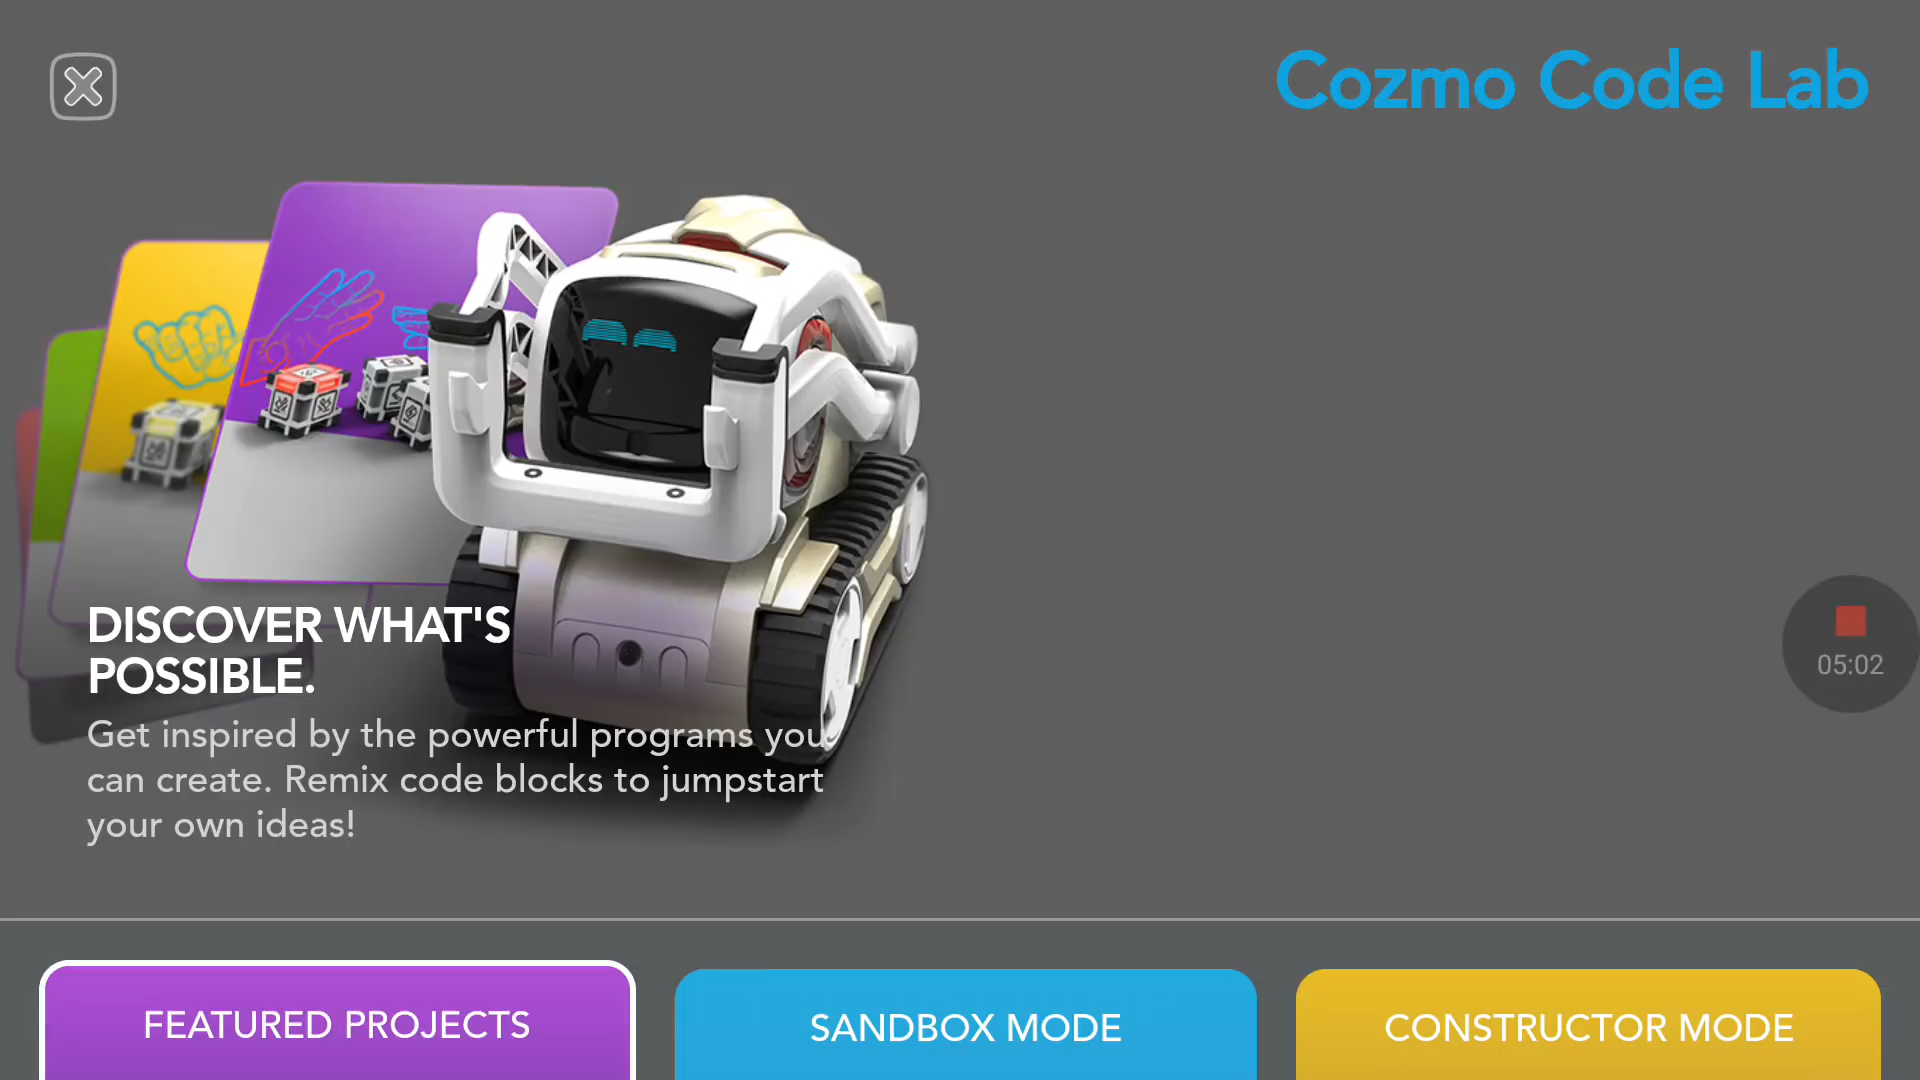 Cozmo Code Lab
DISCOVER WHAT'S
POSSIBLE.
Get inspired by the powerful programs you
can create. Remix code blocks to jumpstart
your own ideas!
05:02
FEATURED PROJECTS
SANDBOX MODE
CONSTRUCTOR MODE